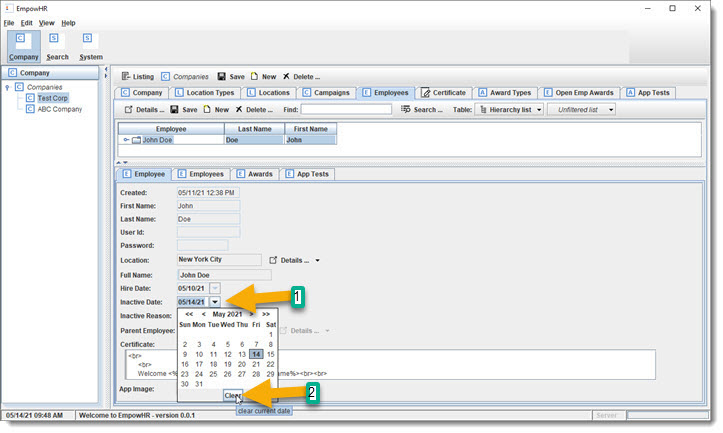 EmpowHR
File Edit View Help
C Company S Search S System
C Company
Companies
C Test Corp
C ABC Company
Listing C Companies Save New Delete ...
C Company L Location Types L Locations C Campaigns E Employees Certificate A Award Types E Open Emp Awards A App Tests
Details ... Save New Delete ... Find: Search ... Table: Hierarchy list Unfiltered list
Employee Last Name First Name
John Doe Doe John
E Employee E Employees E Awards E App Tests
Created: 05/11/21 12:38 PM
First Name: John
Last Name: Doe
User Id:
Password:
Location: New York City Details ...
Full Name: John Doe
Hire Date: 05/10/21
Inactive Date: 05/14/21 1
Inactive Reason: << < May 2021 > >>
Sun Mon Tue Wed Thu Fri Sat
1
Parent Employee: 2 3 4 5 6 7 8 Details ...
Certificate: 9 10 11 12 13 14 15
<br> 16 17 18 19 20 21 22
<br>
Welcome <% 23 24 25 26 27 28 29 ame%><br><br>
30 31
App Image: Clear 2
clear current date
05/14/21 09:48 AM Welcome to EmpowHR - version 0.0.1 Server: